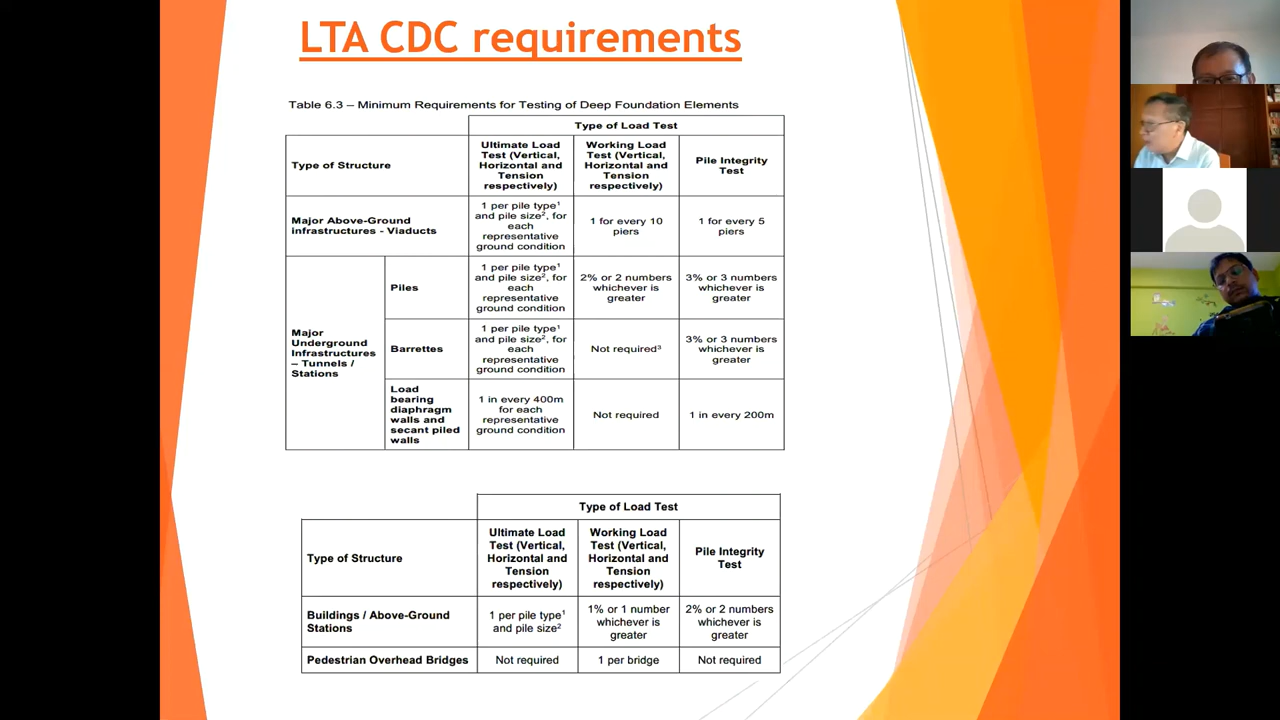 LTA CDC requirements
Table 6.3 – Minimum Requirements for Testing of Deep Foundation Elements
Type of Load Test
Type of Structure
Ultimate Load
Test (Vertical,
Horizontal and
Tension
respectively)
Working Load
Test (Vertical,
Horizontal and
Tension
respectively)
Pile Integrity
Test
Major Above-Ground
infrastructures - Viaducts
1 per pile type¹
and pile size², for
each
representative
ground condition
1 for every 10
piers
1 for every 5
piers
Major
Underground
Infrastructures
– Tunnels /
Stations
Piles
1 per pile type¹
and pile size², for
each
representative
ground condition
2% or 2 numbers
whichever is
greater
3% or 3 numbers
whichever is
greater
Barrettes
1 per pile type¹
and pile size², for
each
representative
ground condition
Not required³
3% or 3 numbers
whichever is
greater
Load
bearing
diaphragm
walls and
secant piled
walls
1 in every 400m
for each
representative
ground condition
Not required
1 in every 200m
Type of Load Test
Type of Structure
Ultimate Load
Test (Vertical,
Horizontal and
Tension
respectively)
Working Load
Test (Vertical,
Horizontal and
Tension
respectively)
Pile Integrity
Test
Buildings / Above-Ground
Stations
1 per pile type¹
and pile size²
1% or 1 number
whichever is
greater
2% or 2 numbers
whichever is
greater
Pedestrian Overhead Bridges
Not required
1 per bridge
Not required